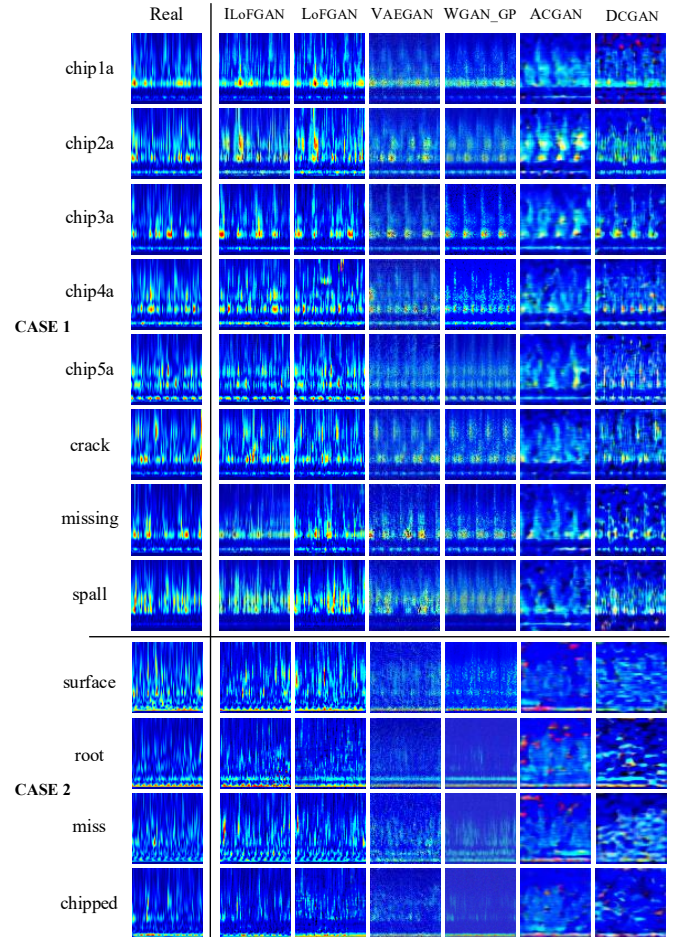 Real ILOFGAN LOFGAN VAEGAN WGAN_GP ACGAN DCGAN
chip1a
chip2a
chip3a
chip4a
CASE 1
chip5a
crack
missing
spall
surface
root
CASE 2
miss
chipped